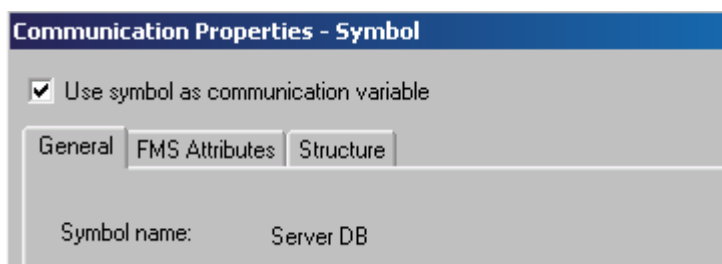 Communication Properties - Symbol
Use symbol as communication variable
General FMS Attributes Structure
Symbol name: Server DB